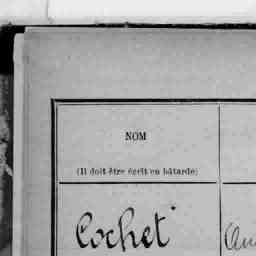 NOM
(Il doit être écrit en bâtarde)
Cochet